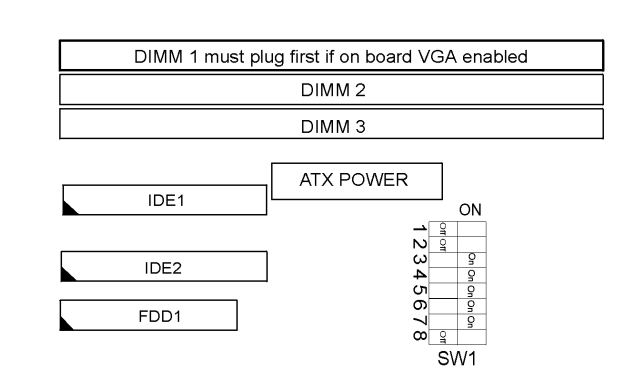 DIMM 1 must plug first if on board VGA enabled
DIMM 2
DIMM 3
ATX POWER
IDE1
ON
1 Off
2 Off
3 On
4 On
IDE2
5 On
6 On
FDD1
7 On
8 Off
SW1